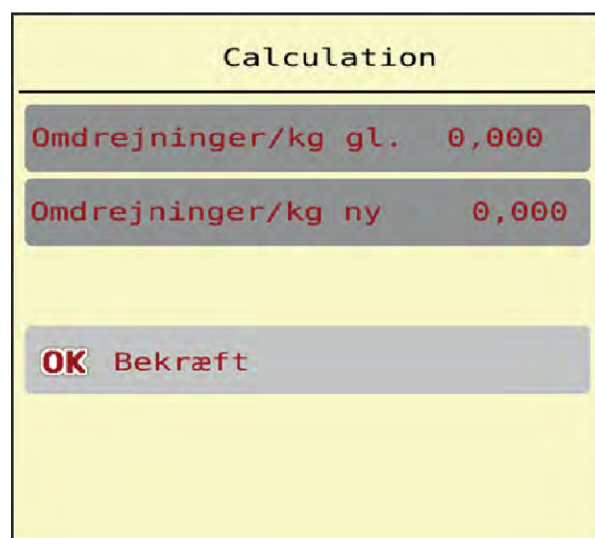 Calculation
Omdrejninger/kg gl. 0,000
Omdrejninger/kg ny 0,000
OK Bekræft